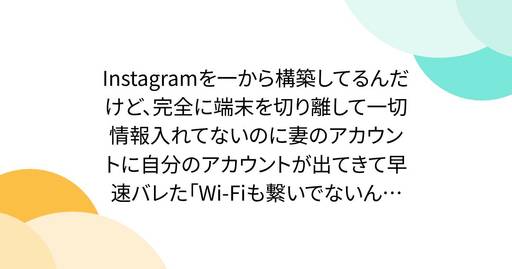 Instagramを一から構築してるんだ
けど、完全に端末を切り離して一切
情報入れてないのに妻のアカウン
トに自分のアカウントが出てきて早
速バレた「Wi-Fiも繋いでないん…